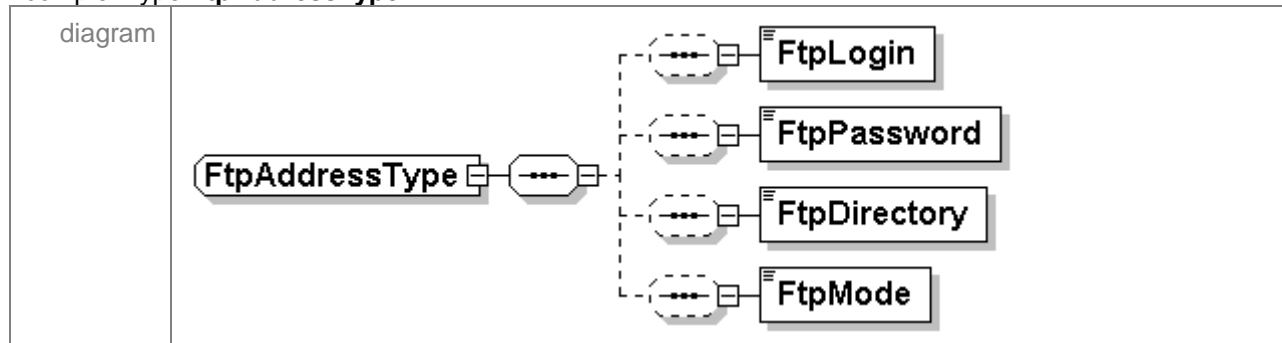 diagram
FtpLogin
FtpPassword
FtpAddressType
FtpDirectory
FtpMode